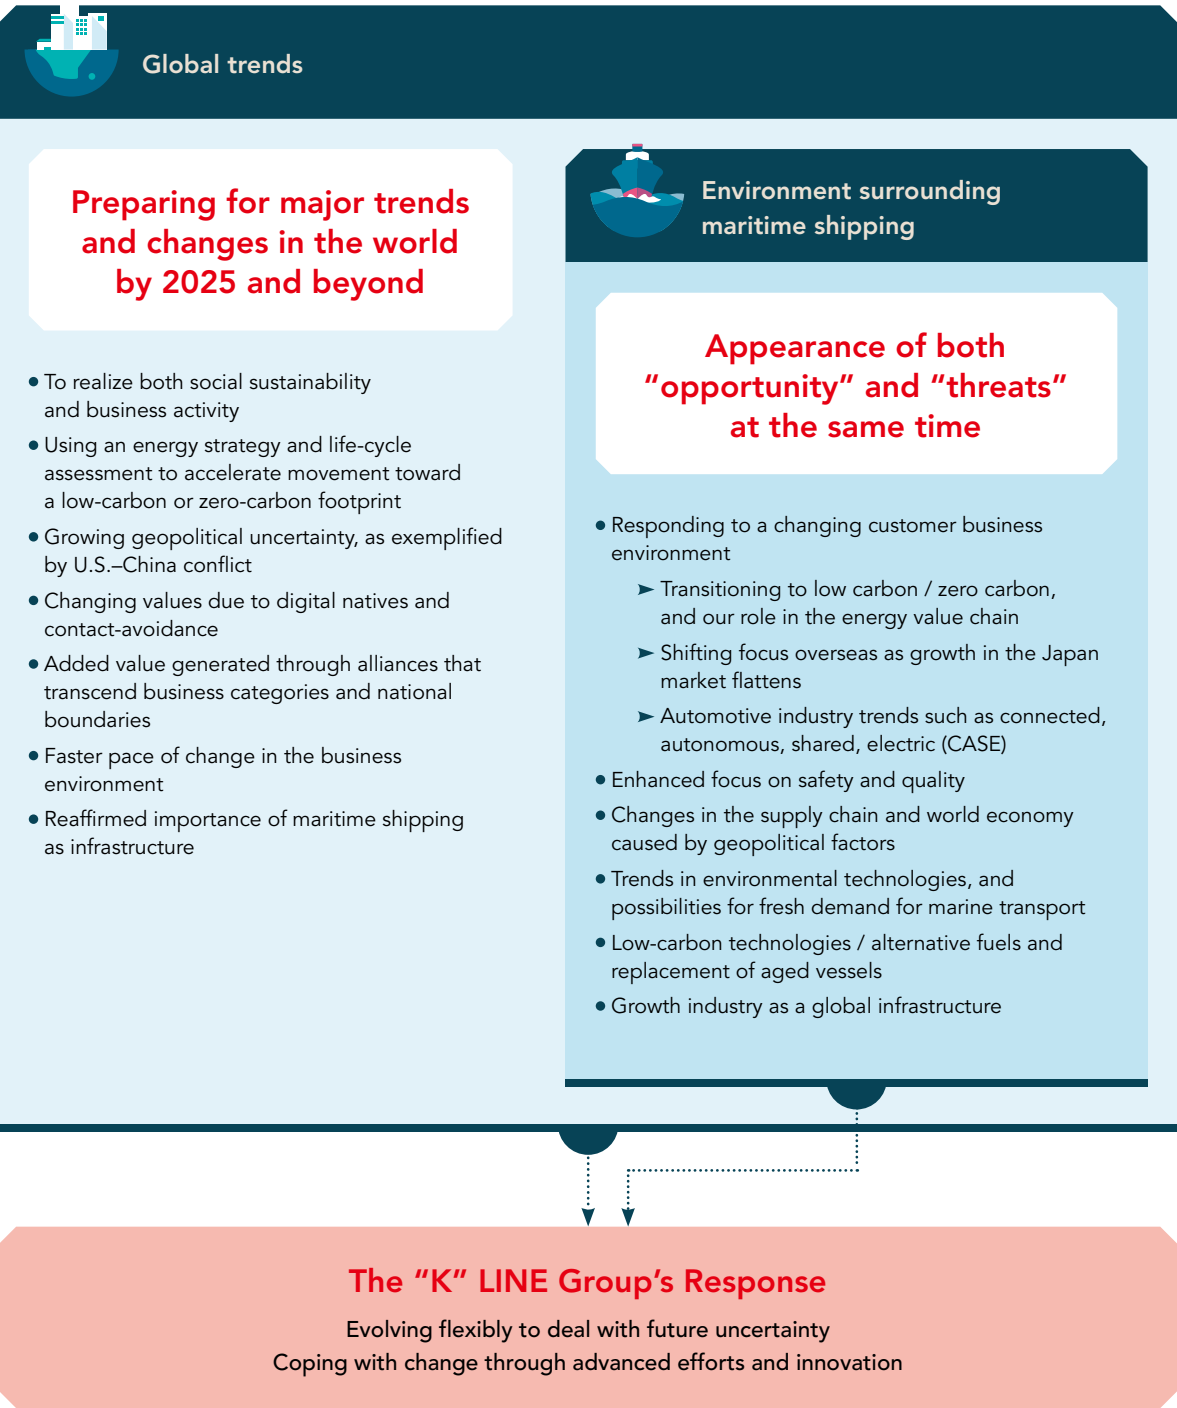 Global trends
Preparing for major trends
and changes in the world
by 2025 and beyond
● To realize both social sustainability
and business activity
● Using an energy strategy and life-cycle
assessment to accelerate movement toward
a low-carbon or zero-carbon footprint
● Growing geopolitical uncertainty, as exemplified
by U.S.–China conflict
● Changing values due to digital natives and
contact-avoidance
● Added value generated through alliances that
transcend business categories and national
boundaries
● Faster pace of change in the business
environment
● Reaffirmed importance of maritime shipping
as infrastructure
Environment surrounding
maritime shipping
Appearance of both
“opportunity” and “threats”
at the same time
● Responding to a changing customer business
environment
➤ Transitioning to low carbon / zero carbon,
and our role in the energy value chain
➤ Shifting focus overseas as growth in the Japan
market flattens
➤ Automotive industry trends such as connected,
autonomous, shared, electric (CASE)
● Enhanced focus on safety and quality
● Changes in the supply chain and world economy
caused by geopolitical factors
● Trends in environmental technologies, and
possibilities for fresh demand for marine transport
● Low-carbon technologies / alternative fuels and
replacement of aged vessels
● Growth industry as a global infrastructure
The “K” LINE Group’s Response
Evolving flexibly to deal with future uncertainty
Coping with change through advanced efforts and innovation